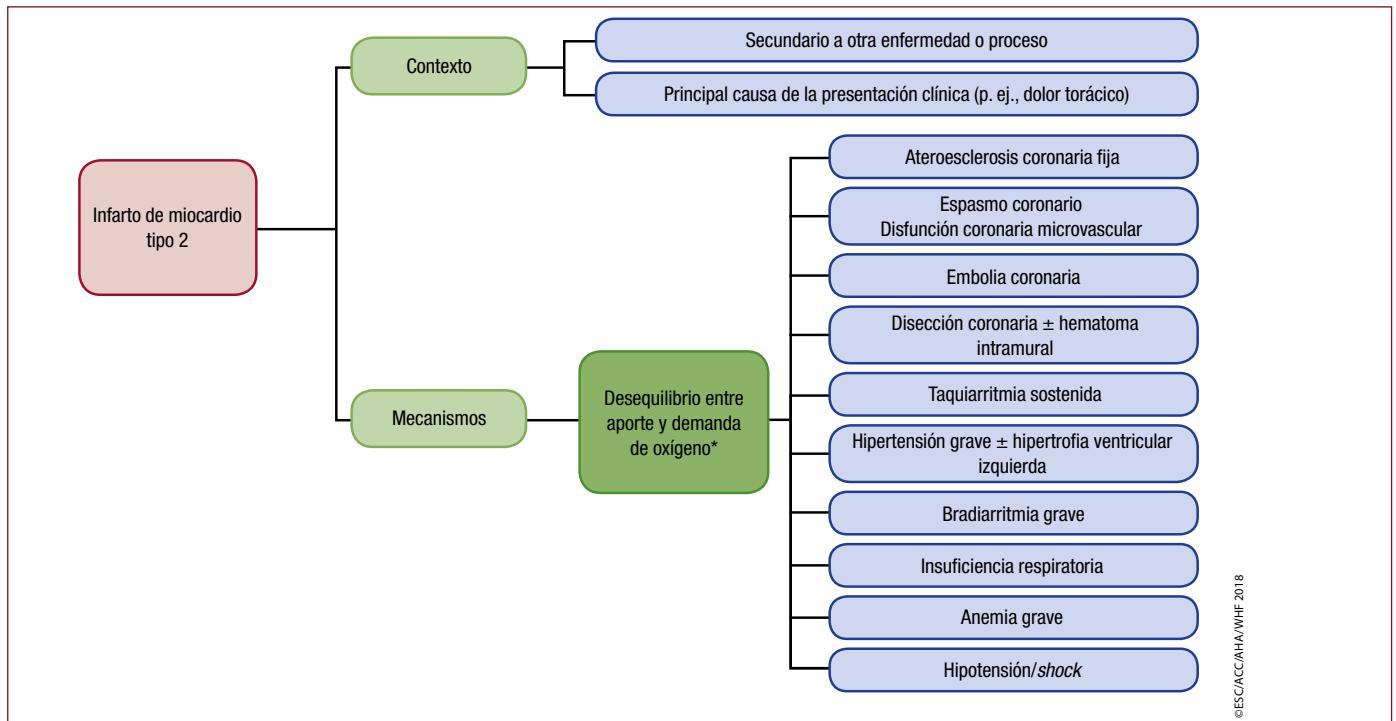 Secundario a otra enfermedad o proceso
Contexto
Principal causa de la presentación clínica (p. ej., dolor torácico)
Infarto de miocardio
tipo 2
Ateroesclerosis coronaria fija
Espasmo coronario
Disfunción coronaria microvascular
Embolia coronaria
Disección coronaria ± hematoma
intramural
Mecanismos
Desequilibrio entre
aporte y demanda
de oxígeno*
Taquiarritmia sostenida
Hipertensión grave ± hipertrofia ventricular
izquierda
Bradiarritmia grave
Insuficiencia respiratoria
Anemia grave
Hipotensión/shock
©ESC/ACC/AHA/WHF 2018